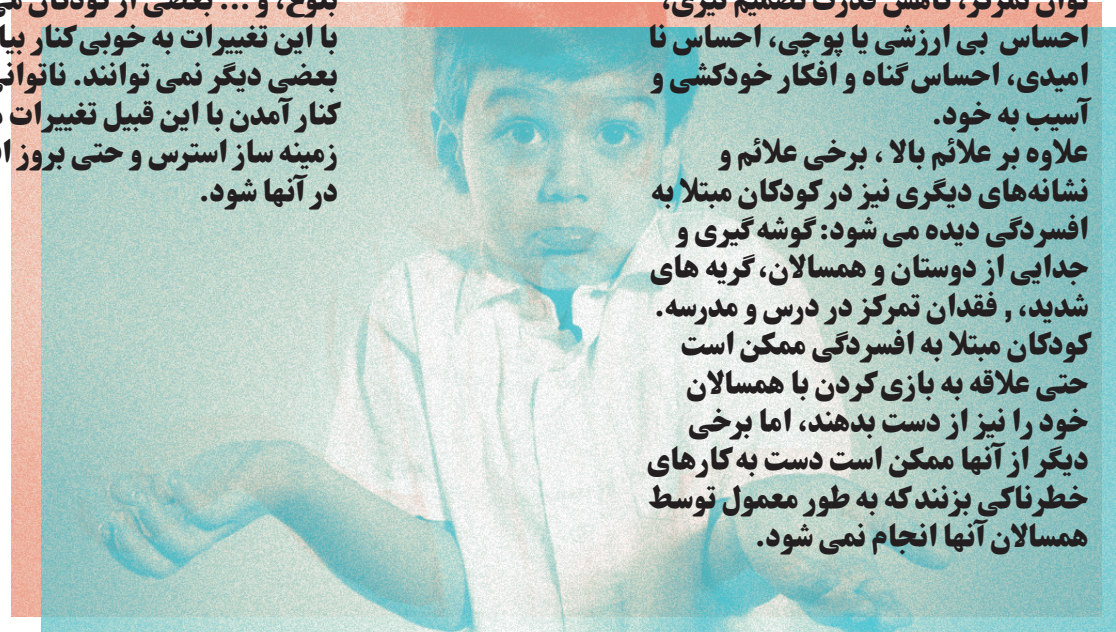 توان تمرکز، کاهش قدرت تصمیم گیری،
احساس بی ارزشی یا پوچی، احساس نا
امیدی، احساس گناه و افکار خودکشی و
آسیب به خود.
علاوه بر علائم بالا ، برخی علائم و
نشانه‌های دیگری نیز در کودکان مبتلا به
افسردگی دیده می شود: گوشه گیری و
جدایی از دوستان و همسالان، گریه های
شدید، , فقدان تمرکز در درس و مدرسه.
کودکان مبتلا به افسردگی ممکن است
حتی علاقه به بازی کردن با همسالان
خود را نیز از دست بدهند، اما برخی
دیگر از آنها ممکن است دست به کارهای
خطرناکی بزنند که به طور معمول توسط
همسالان آنها انجام نمی شود.
بلوغ، و ... بعضی از کودکان
با این تغییرات به خوبی کنار
بعضی دیگر نمی توانند.
کنار آمدن با این قبیل تغییرات
زمینه ساز استرس و حتی بروز
در آنها شود.